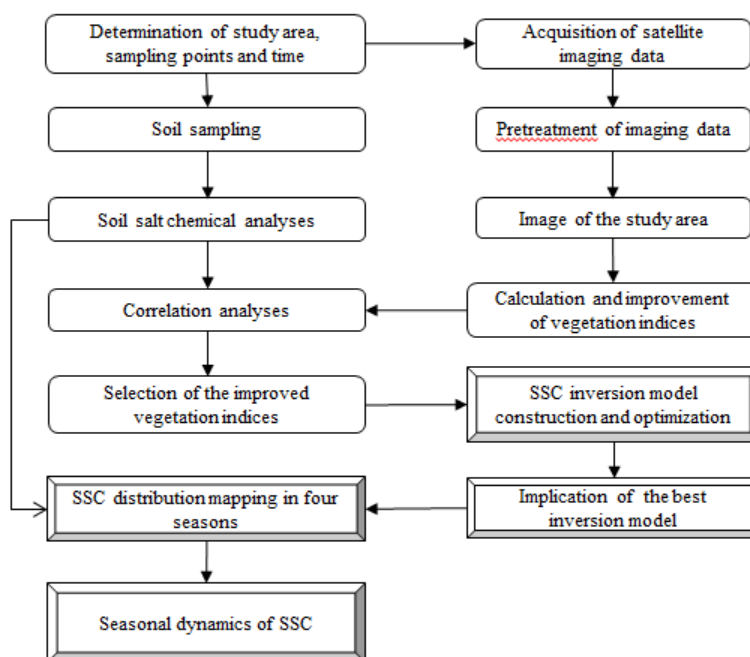 Determination of study area,
sampling points and time
Acquisition of satellite
imaging data
Soil sampling
Pretreatment of imaging data
Soil salt chemical analyses
Image of the study area
Correlation analyses
Calculation and improvement
of vegetation indices
Selection of the improved
vegetation indices
SSC inversion model
construction and optimization
SSC distribution mapping in four
seasons
Implication of the best
inversion model
Seasonal dynamics of SSC